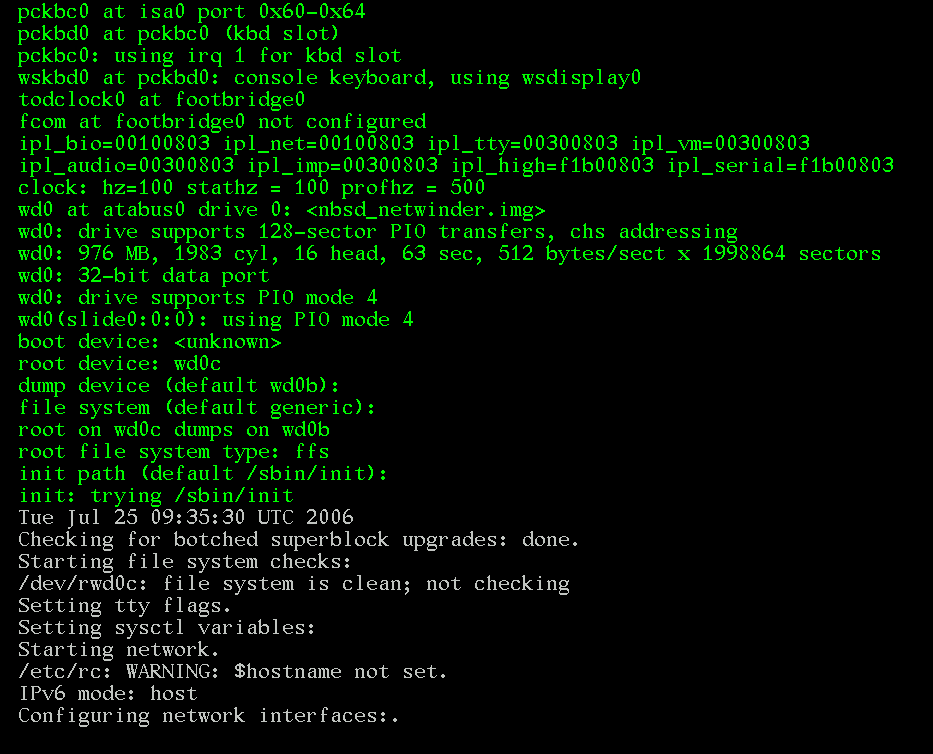 pckbc0 at isa0 port 0x60-0x64
pckbd0 at pckbc0 (kbd slot)
pckbc0: using irq 1 for kbd slot
wskbd0 at pckbd0: console keyboard, using wsdisplay0
todclock0 at footbridge0
fcom at footbridge0 not configured
ipl_bio=00100803 ipl_net=00100803 ipl_tty=00300803 ipl_vm=00300803
ipl_audio=00300803 ipl_imp=00300803 ipl_high=f1b00803 ipl_serial=f1b00803
clock: hz=100 stathz = 100 profhz = 500
wd0 at atabus0 drive 0: <nbsd_netwinder.img>
wd0: drive supports 128-sector PIO transfers, chs addressing
wd0: 976 MB, 1983 cyl, 16 head, 63 sec, 512 bytes/sect x 1998864 sectors
wd0: 32-bit data port
wd0: drive supports PIO mode 4
wd0(slide0:0:0): using PIO mode 4
boot device: <unknown>
root device: wd0c
dump device (default wd0b):
file system (default generic):
root on wd0c dumps on wd0b
root file system type: ffs
init path (default /sbin/init):
init: trying /sbin/init
Tue Jul 25 09:35:30 UTC 2006
Checking for botched superblock upgrades: done.
Starting file system checks:
/dev/rwd0c: file system is clean; not checking
Setting tty flags.
Setting sysctl variables:
Starting network.
/etc/rc: WARNING: $hostname not set.
IPv6 mode: host
Configuring network interfaces:.